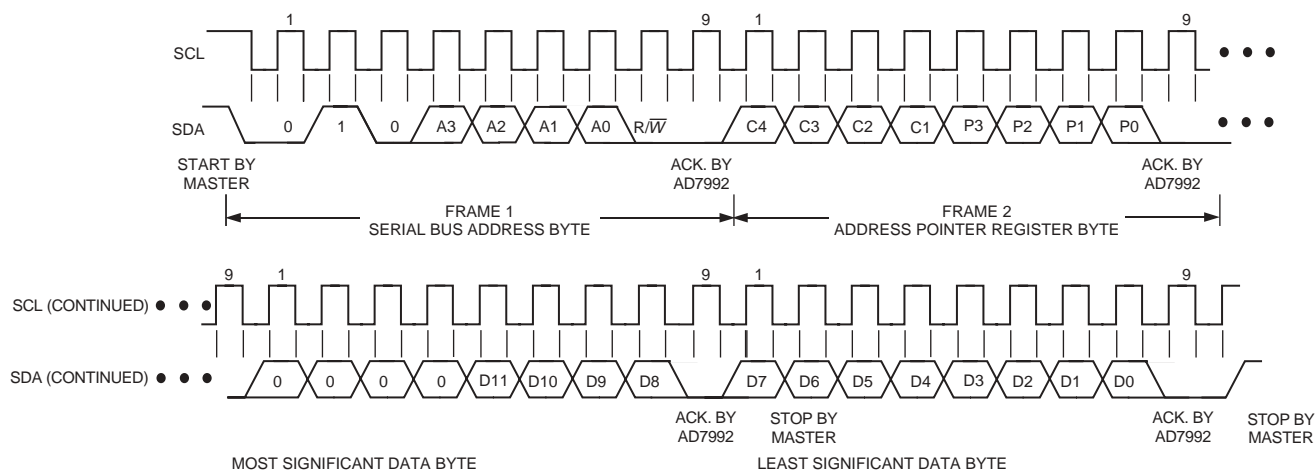 1 9 1 9
SCL
SDA 0 1 0 A3 A2 A1 A0 R/W̅ C4 C3 C2 C1 P3 P2 P1 P0
START BY MASTER
ACK. BY AD7992
ACK. BY AD7992
FRAME 1
SERIAL BUS ADDRESS BYTE
FRAME 2
ADDRESS POINTER REGISTER BYTE
9 1 9 1 9
SCL (CONTINUED)
SDA (CONTINUED) 0 0 0 0 D11 D10 D9 D8 D7 D6 D5 D4 D3 D2 D1 D0
ACK. BY AD7992
STOP BY MASTER
ACK. BY AD7992
STOP BY MASTER
MOST SIGNIFICANT DATA BYTE
LEAST SIGNIFICANT DATA BYTE